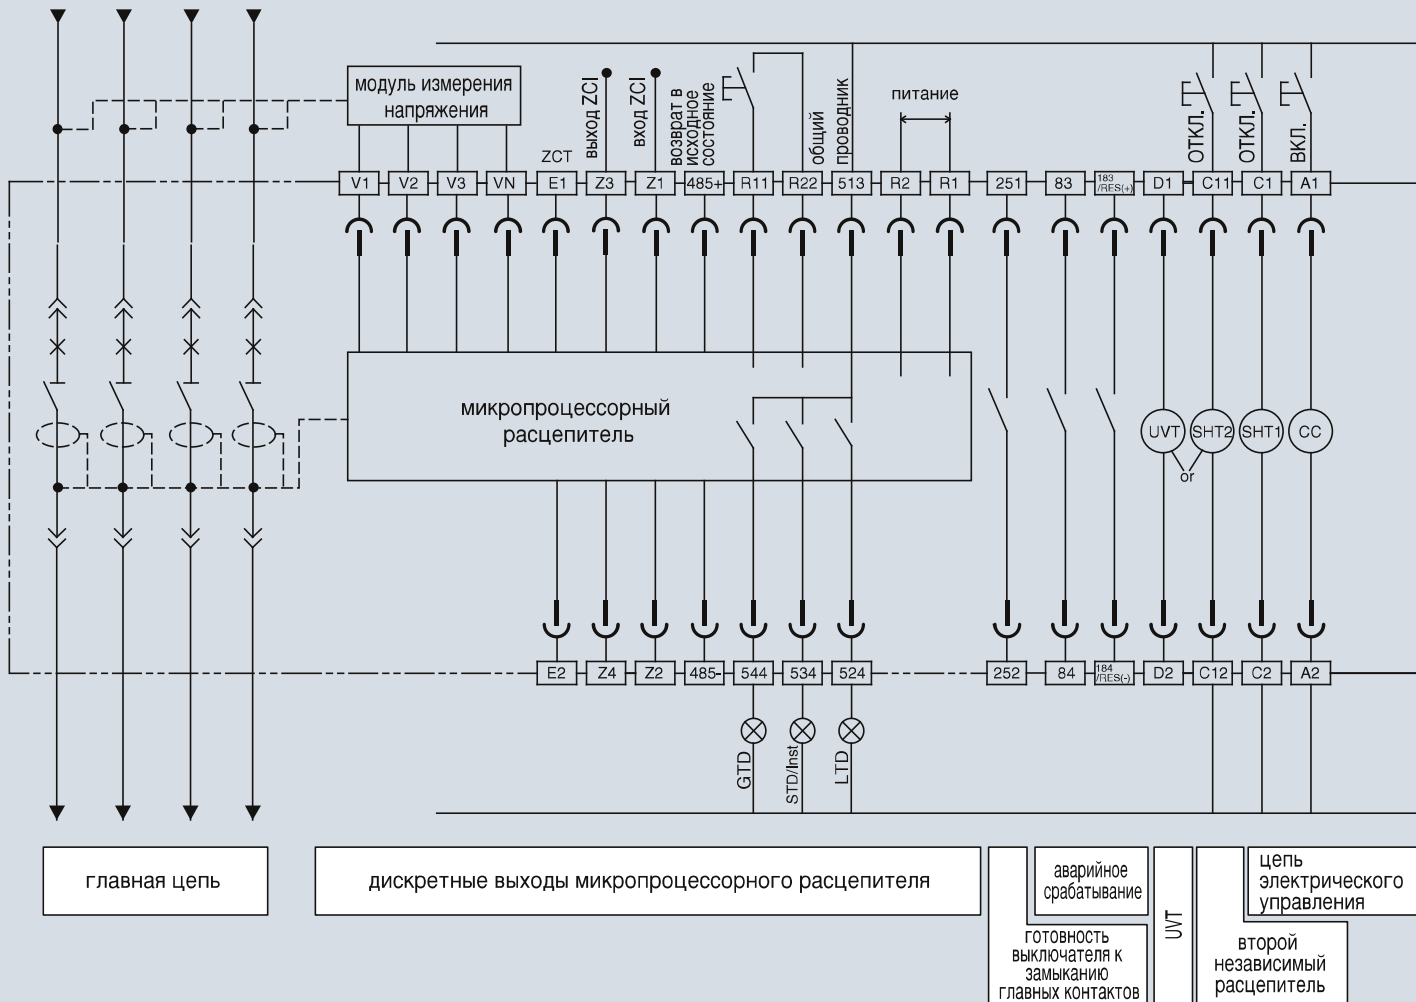 модуль измерения
напряжения
ZCT
выход ZCI
вход ZCI
возврат в
исходное
состояние
общий
проводник
питание
ОТКЛ.
ОТКЛ.
ВКЛ.
V1 V2 V3 VN E1 Z3 Z1 485+ R11 R22 513 R2 R1 251 83 183 D1 C11 C1 A1
/RES(+)
микропроцессорный
расцепитель
UVT SHT2 SHT1 CC
or
E2 Z4 Z2 485- 544 534 524 252 84 184 D2 C12 C2 A2
/RES(-)
GTD
STD/Inst
LTD
главная цепь
дискретные выходы микропроцессорного расцепителя
готовность
выключателя к
замыканию
главных контактов
аварийное
срабатывание
UVT
второй
независимый
расцепитель
цепь
электрического
управления